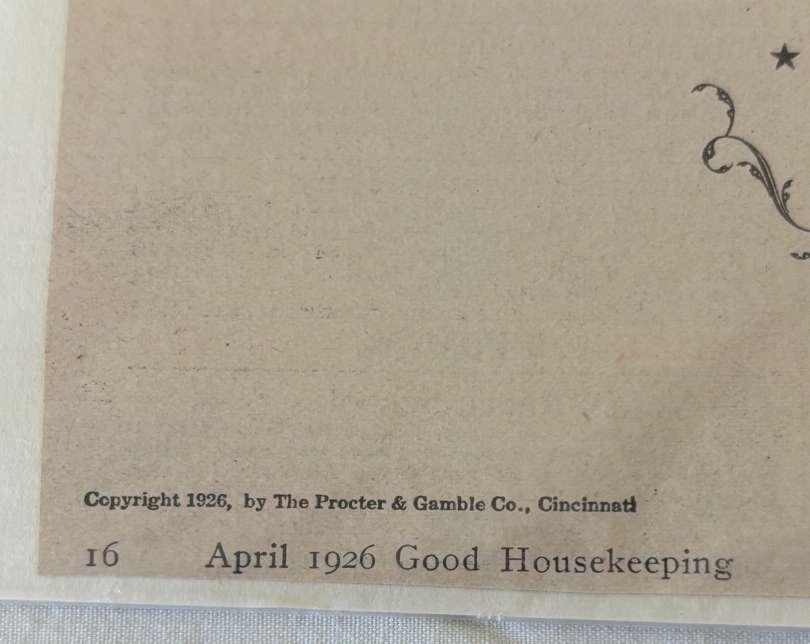 Copyright 1926, by The Procter & Gamble Co., Cincinnati
16 April 1926 Good Housekeeping